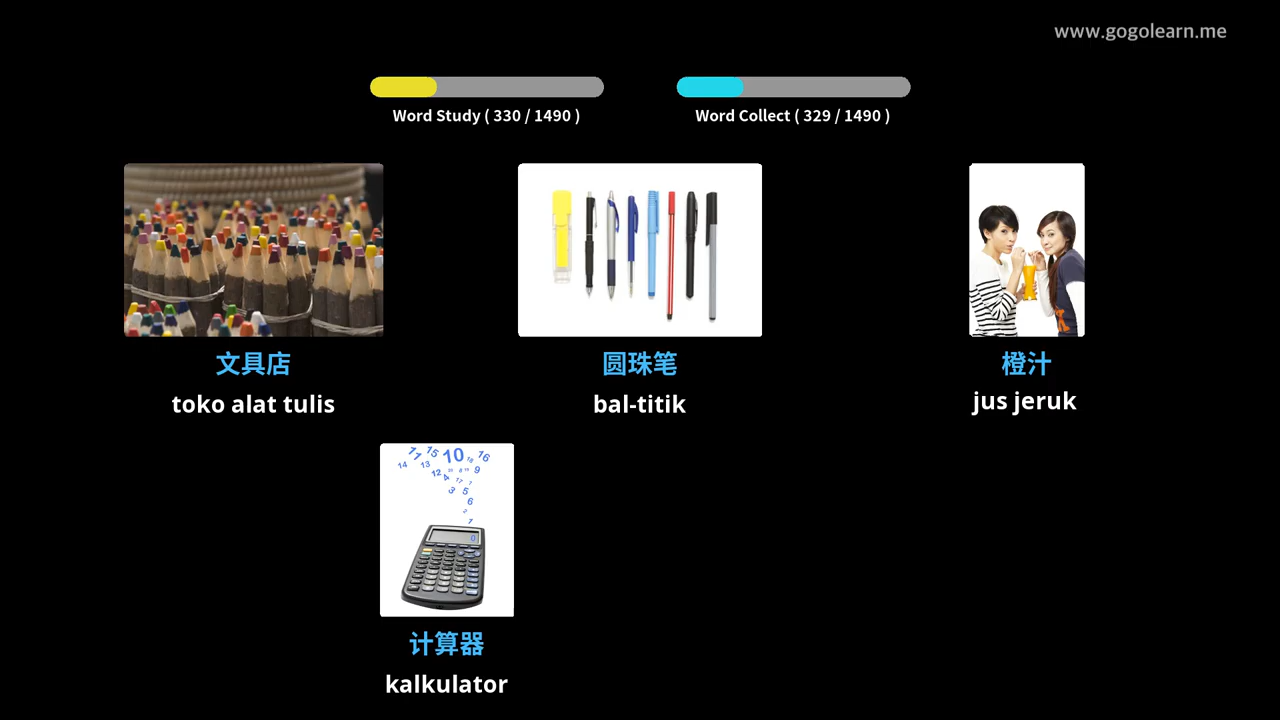 www.gogolearn.me
Word Study ( 330 / 1490 )
Word Collect ( 329 / 1490 )
文具店
toko alat tulis
圆珠笔
bal-titik
橙汁
jus jeruk
计算器
kalkulator